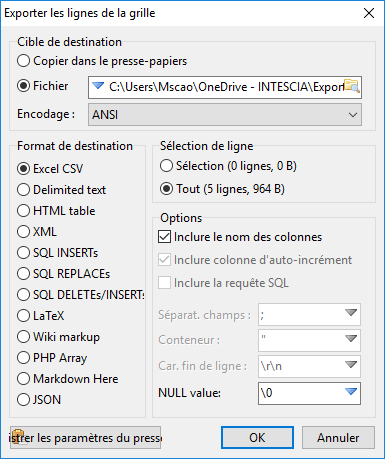 Exporter les lignes de la grille
Cible de destination
Copier dans le presse-papiers
Fichier
C:\Users\Mscao\OneDrive - INTESCIA\Export
Encodage :
ANSI
Format de destination
Excel CSV
Delimited text
HTML table
XML
SQL INSERTs
SQL REPLACEs
SQL DELETEs/INSERTs
LaTeX
Wiki markup
PHP Array
Markdown Here
JSON
Sélection de ligne
Sélection (0 lignes, 0 B)
Tout (5 lignes, 964 B)
Options
Inclure le nom des colonnes
Inclure colonne d'auto-incrément
Inclure la requête SQL
Séparat. champs :
;
Conteneur :
"
Car. fin de ligne :
\r\n
NULL value:
\0
istrer les paramètres du presse
OK
Annuler